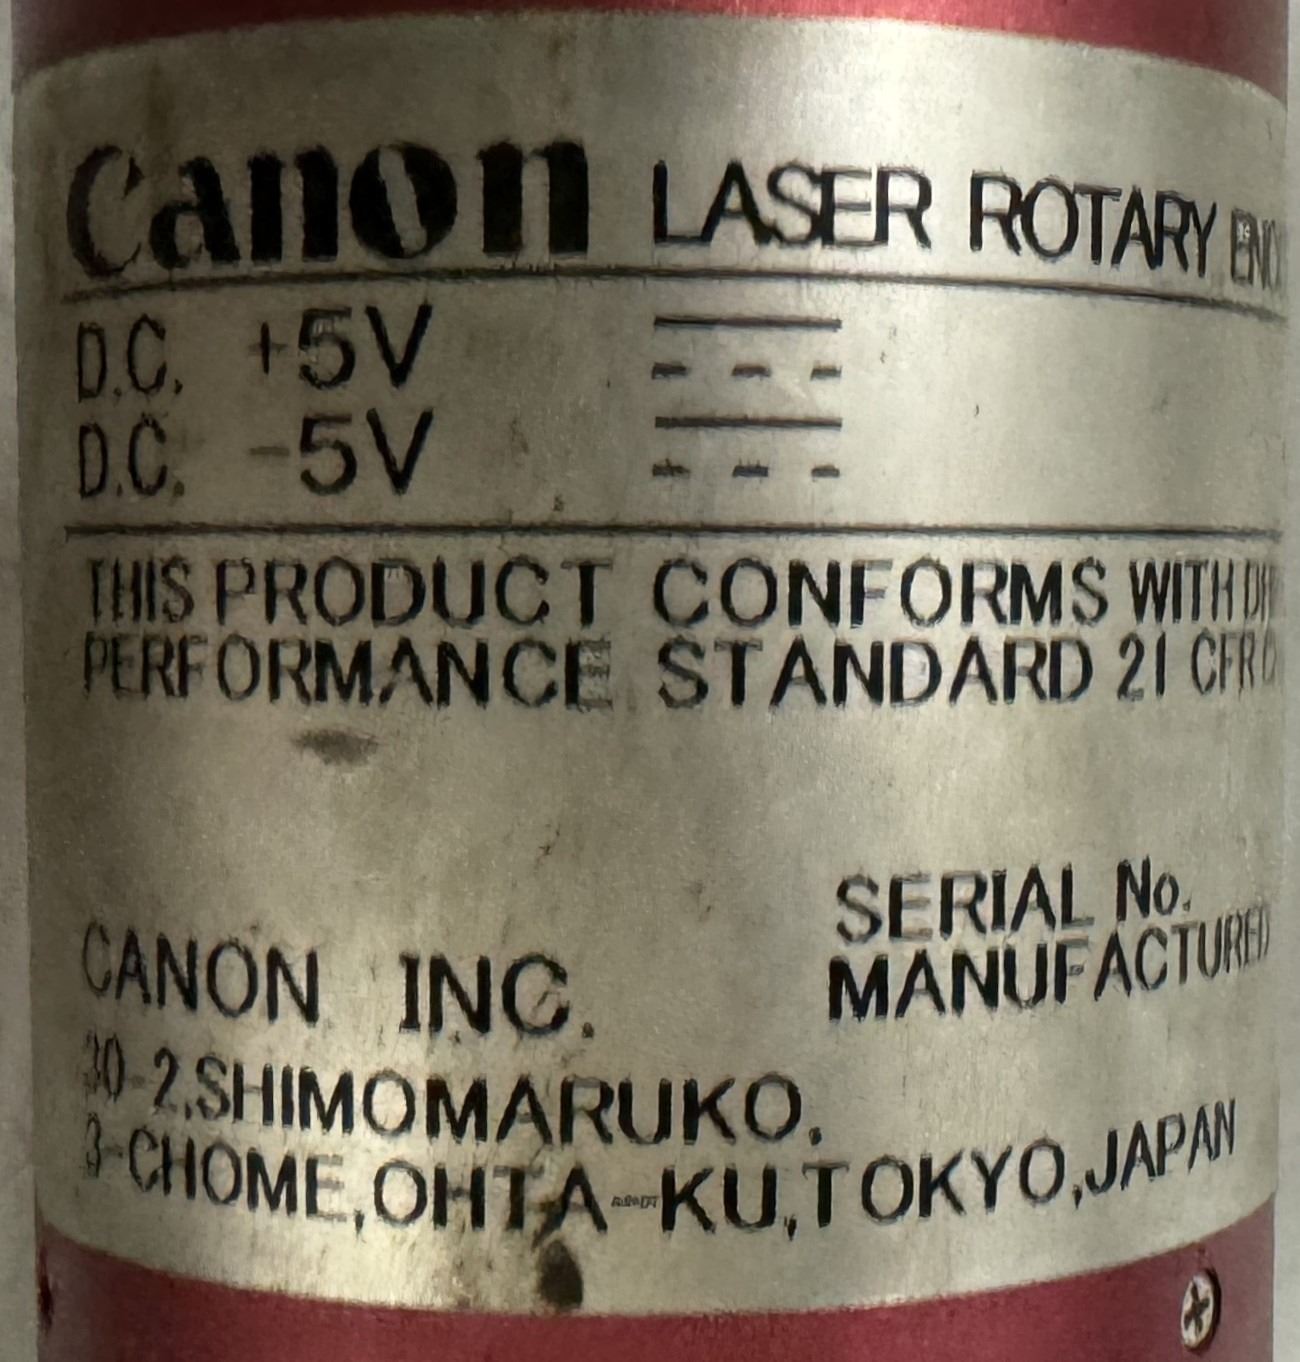 Canon LASER ROTARY
D.C. +5V
D.C. -5V
THIS PRODUCT CONFORMS WITH
PERFORMANCE STANDARD 21 CFR
SERIAL No.
MANUFACTURED
CANON INC.
30-2,SHIMOMARUKO,
3-CHOME,OHTA-KU,TOKYO,JAPAN